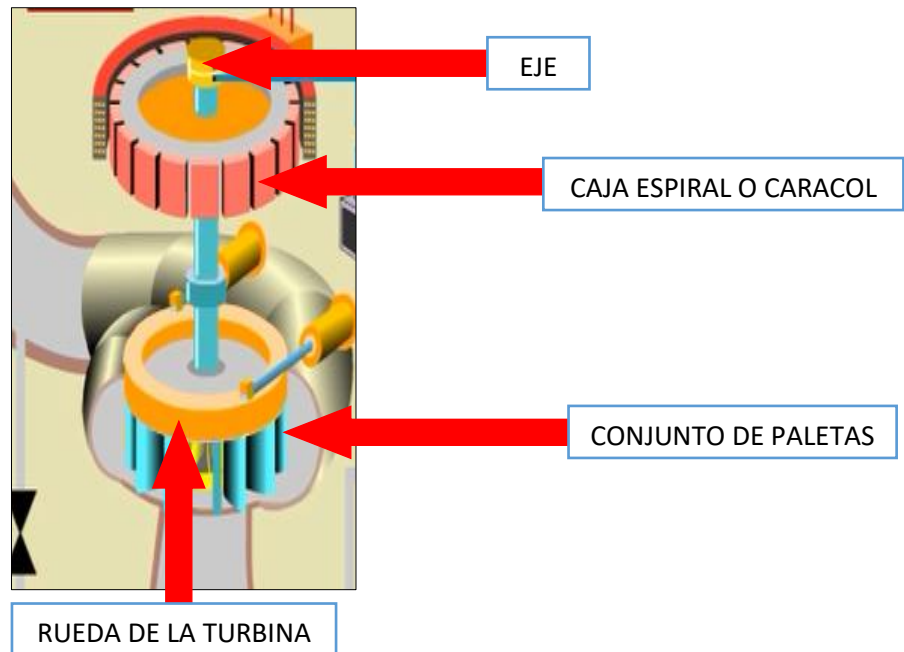 EJE
CAJA ESPIRAL O CARACOL
CONJUNTO DE PALETAS
RUEDA DE LA TURBINA